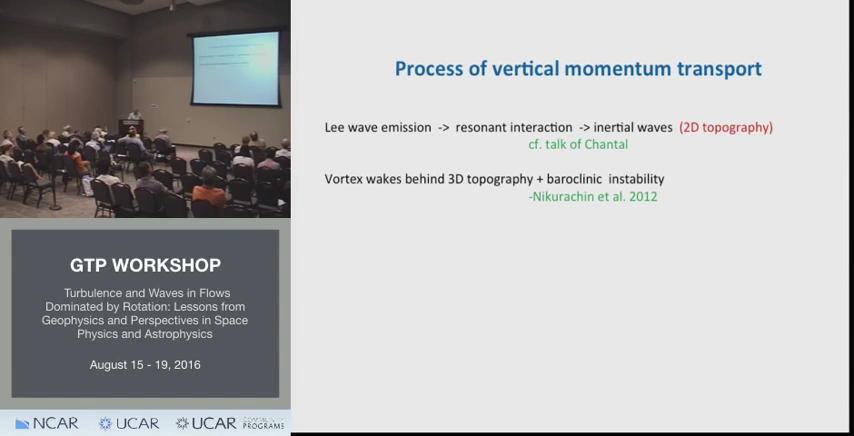 Process of vertical momentum transport
Lee wave emission -> resonant interaction -> inertial waves (2D topography)
cf. talk of Chantal
Vortex wakes behind 3D topography + baroclinic instability
-Nikurachin et al. 2012
GTP WORKSHOP
Turbulence and Waves in Flows
Dominated by Rotation: Lessons from
Geophysics and Perspectives in Space
Physics and Astrophysics
August 15 - 19, 2016
NCAR
UCAR
UCAR
PROGRAMS